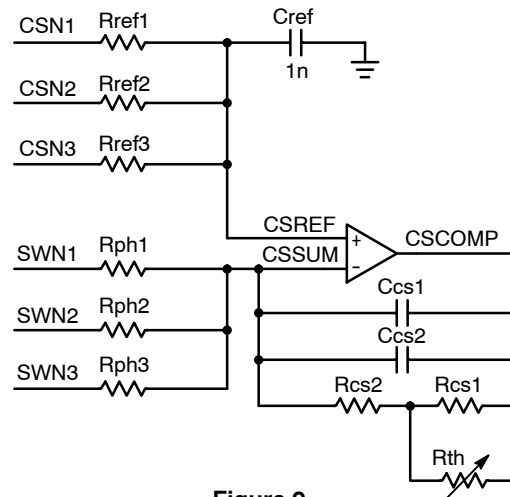 CSN1 Rref1 Cref
1n
CSN2 Rref2
CSN3 Rref3
CSREF
+
CSSUM
−
CSCOMP
SWN1 Rph1
SWN2 Rph2
SWN3 Rph3
Ccs1
Ccs2
Rcs2 Rcs1
Rth